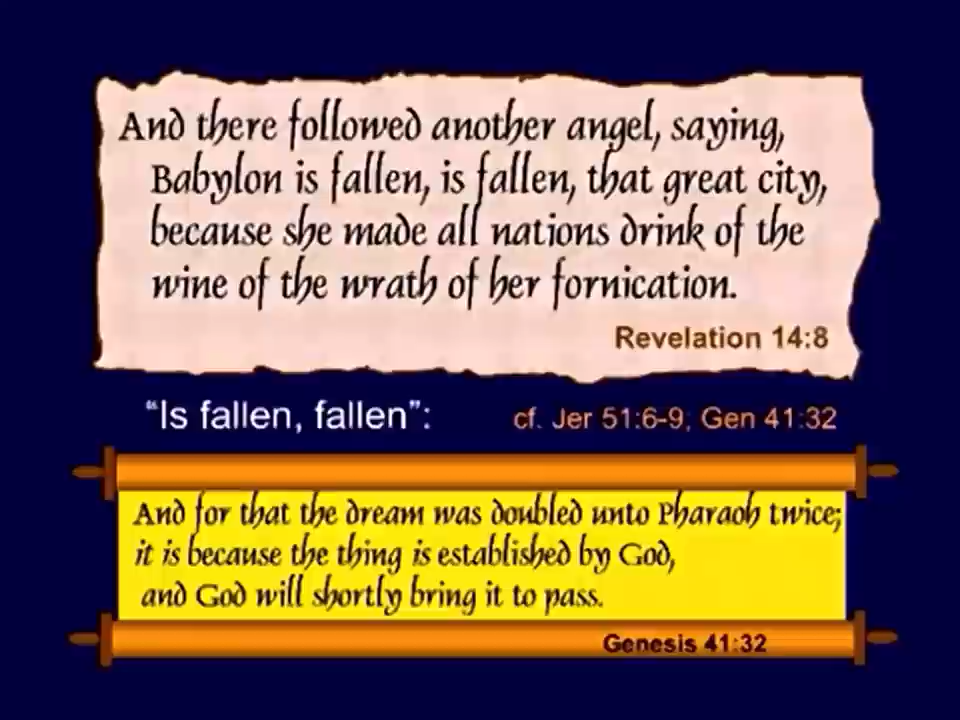 And there followed another angel, saying,
Babylon is fallen, is fallen, that great city,
because she made all nations drink of the
wine of the wrath of her fornication.
Revelation 14:8
“Is fallen, fallen”: cf. Jer 51:6-9; Gen 41:32
And for that the dream was doubled unto Pharaoh twice;
it is because the thing is established by God,
and God will shortly bring it to pass.
Genesis 41:32